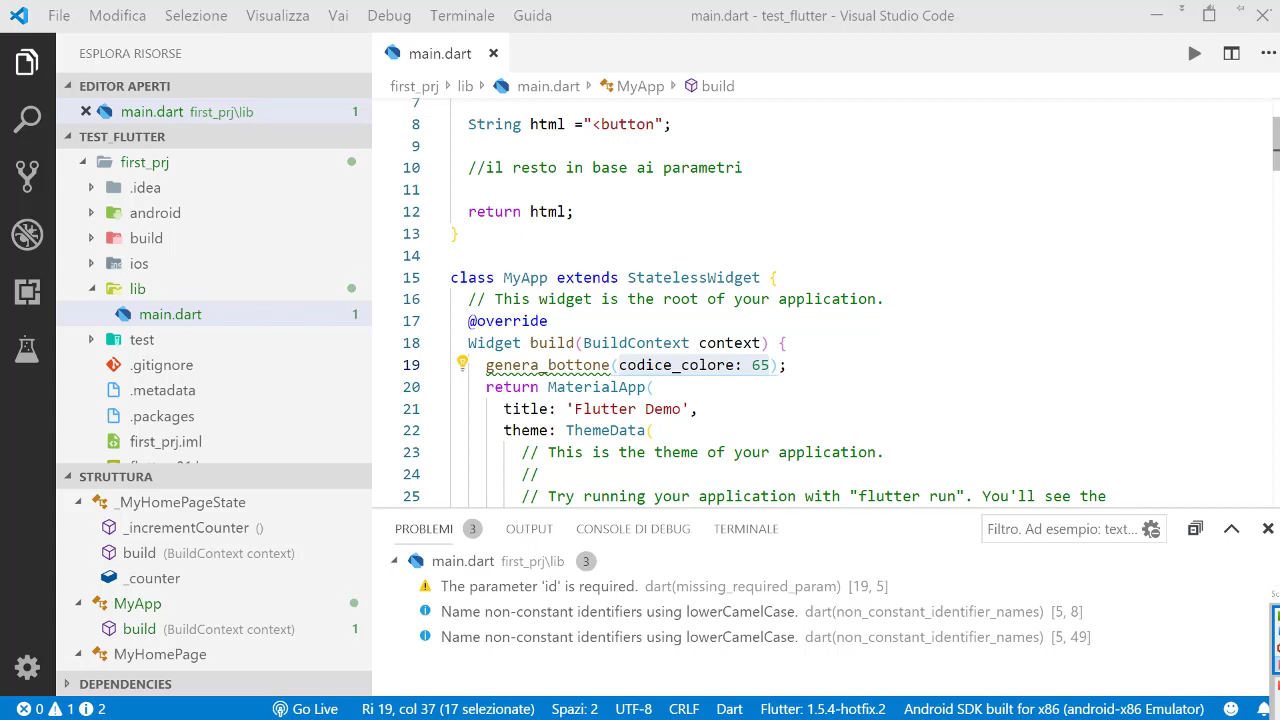 File Modifica Selezione Visualizza Vai Debug Terminale Guida main.dart - test_flutter - Visual Studio Code
ESPLORA RISORSE
EDITOR APERTI
main.dart first_prj\lib 1
TEST_FLUTTER
first_prj
.idea
android
build
ios
lib
main.dart 1
test
.gitignore
.metadata
.packages
first_prj.iml
STRUTTURA
_MyHomePageState
_incrementCounter ()
build (BuildContext context)
_counter
MyApp
build (BuildContext context) 1
MyHomePage
DEPENDENCIES
main.dart
first_prj lib main.dart MyApp build
7
8 String html ="<button";
9
10 //il resto in base ai parametri
11
12 return html;
13 }
14
15 class MyApp extends StatelessWidget {
16 // This widget is the root of your application.
17 @override
18 Widget build(BuildContext context) {
19 genera_bottone(codice_colore: 65);
20 return MaterialApp(
21 title: 'Flutter Demo',
22 theme: ThemeData(
23 // This is the theme of your application.
24 //
25 // Try running your application with "flutter run". You'll see the
PROBLEMI 3 OUTPUT CONSOLE DI DEBUG TERMINALE Filtro. Ad esempio: text...
main.dart first_prj\lib 3
The parameter 'id' is required. dart(missing_required_param) [19, 5]
Name non-constant identifiers using lowerCamelCase. dart(non_constant_identifier_names) [5, 8]
Name non-constant identifiers using lowerCamelCase. dart(non_constant_identifier_names) [5, 49]
0 1 2 Go Live Ri 19, col 37 (17 selezionate) Spazi: 2 UTF-8 CRLF Dart Flutter: 1.5.4-hotfix.2 Android SDK built for x86 (android-x86 Emulator)